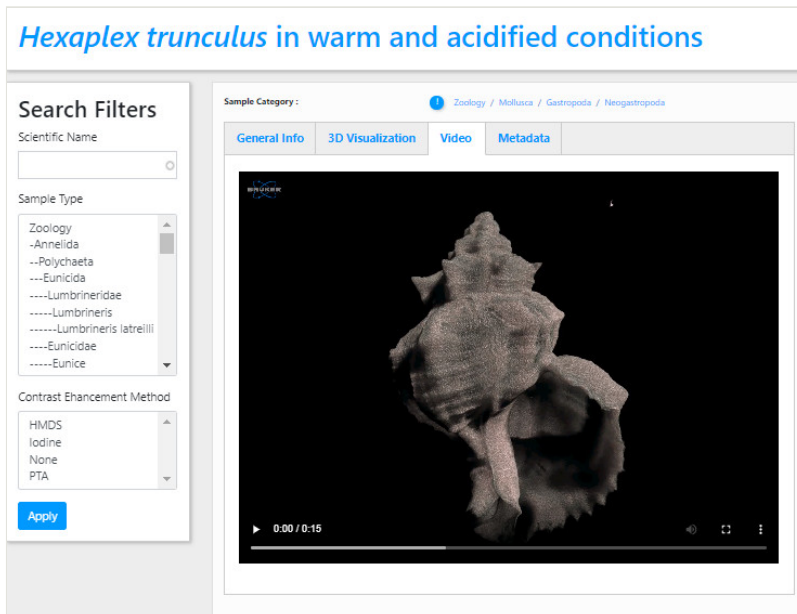 Hexaplex trunculus in warm and acidified conditions
Search Filters
Scientific Name
Sample Type
Zoology
-Annelida
--Polychaeta
---Eunicida
----Lumbrineridae
-----Lumbrineris
------Lumbrineris latreilli
----Eunicidae
-----Eunice
Contrast Ehancement Method
HMDS
Iodine
None
PTA
Apply
Sample Category :
! Zoology / Mollusca / Gastropoda / Neogastropoda
General Info
3D Visualization
Video
Metadata
BRUKER
0:00 / 0:15